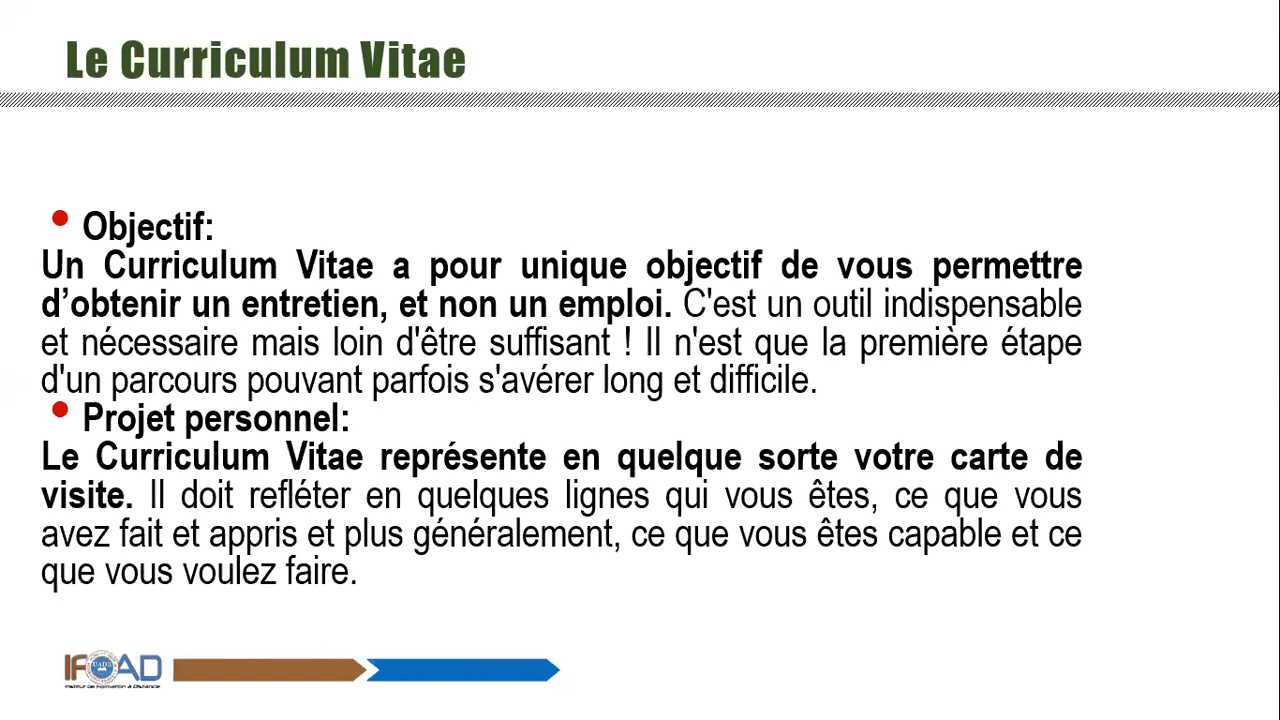 Le Curriculum Vitae
• Objectif:
Un Curriculum Vitae a pour unique objectif de vous permettre
d’obtenir un entretien, et non un emploi. C'est un outil indispensable
et nécessaire mais loin d'être suffisant ! Il n'est que la première étape
d'un parcours pouvant parfois s'avérer long et difficile.
• Projet personnel:
Le Curriculum Vitae représente en quelque sorte votre carte de
visite. Il doit refléter en quelques lignes qui vous êtes, ce que vous
avez fait et appris et plus généralement, ce que vous êtes capable et ce
que vous voulez faire.
IFOAD
Institut de Formation à Distance